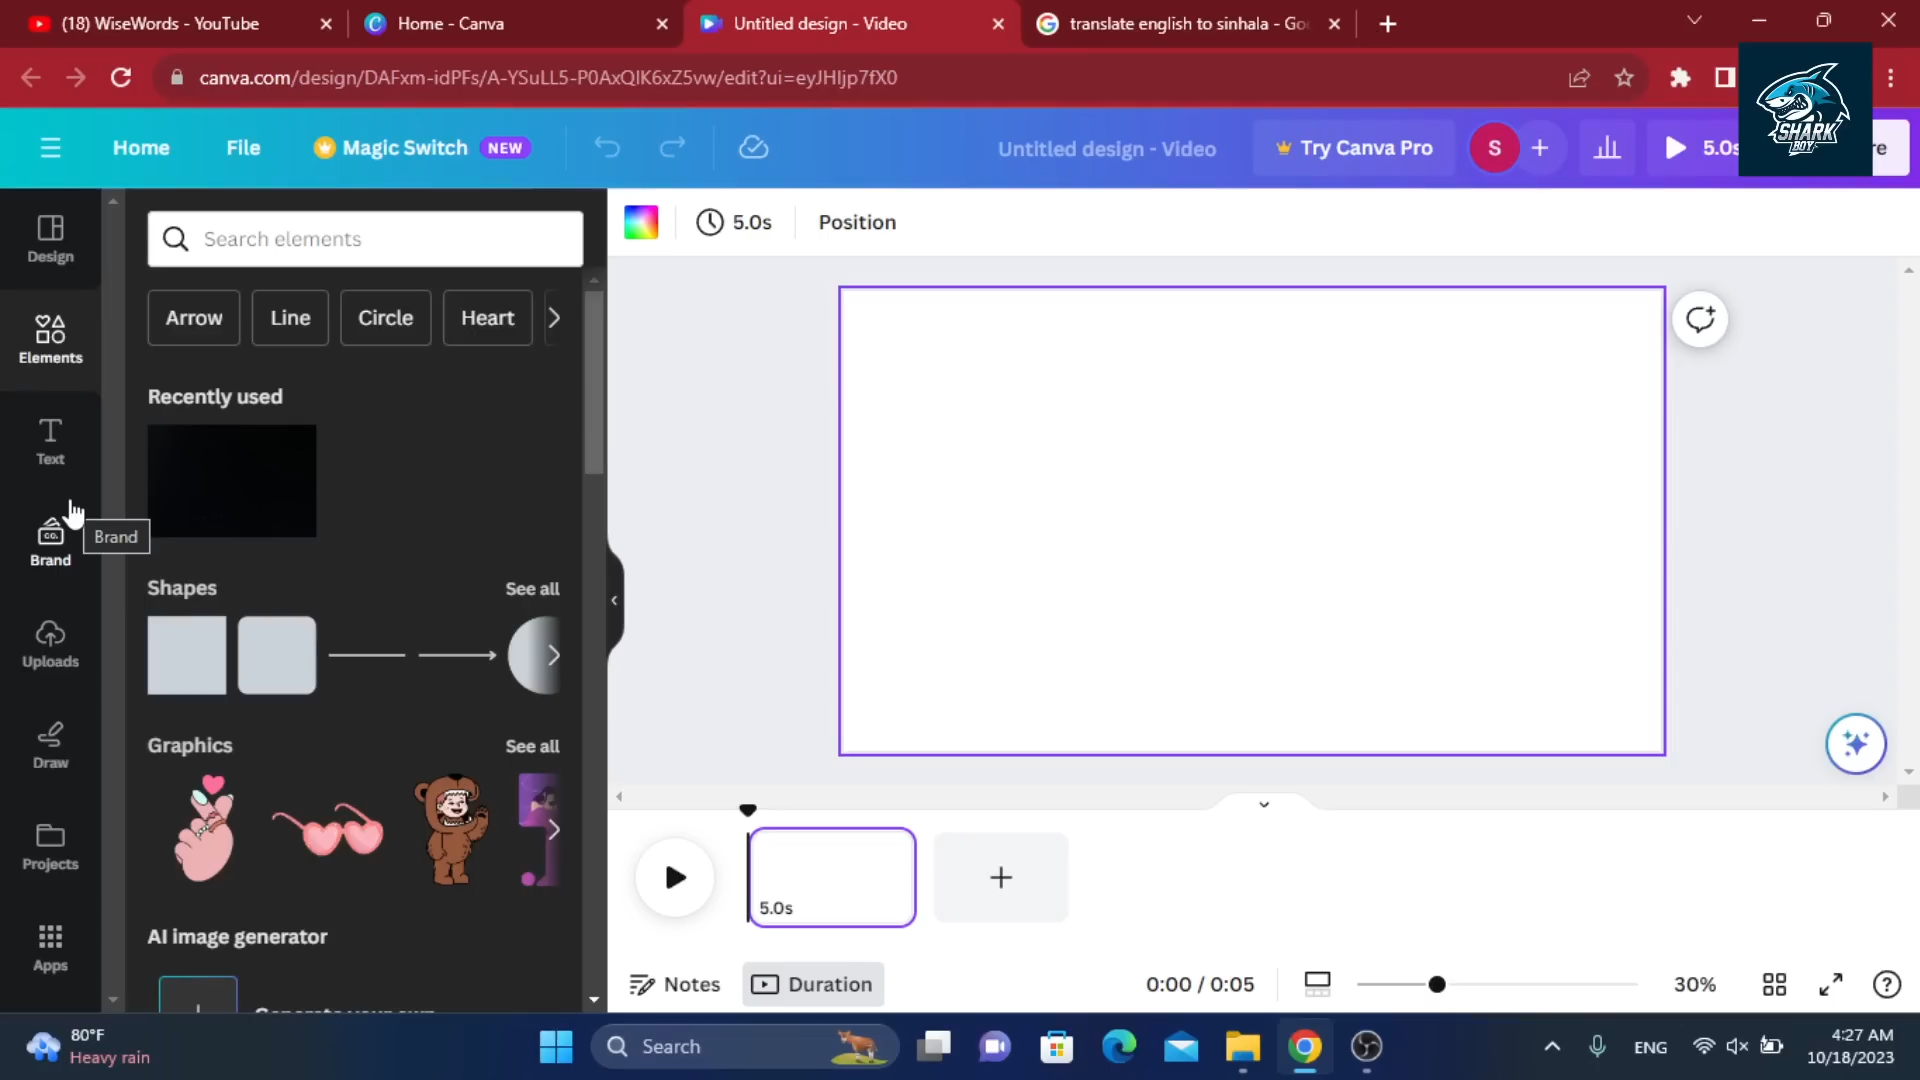 (18) WiseWords - YouTube
Home - Canva
Untitled design - Video
translate english to sinhala - Goo
canva.com/design/DAFxm-idPFs/A-YSuLL5-P0AxQIK6xZ5vw/edit?ui=eyJHIjp7fX0
SHARK
BOY
Home
File
Magic Switch NEW
Untitled design - Video
Try Canva Pro
S
5.0s
Design
Elements
Text
Brand
Uploads
Draw
Projects
Apps
CO.
Brand
Search elements
Arrow
Line
Circle
Heart
Recently used
Shapes
See all
Graphics
See all
AI image generator
5.0s
Position
5.0s
Notes
Duration
0:00 / 0:05
30%
80°F
Heavy rain
Search
ENG
4:27 AM
10/18/2023